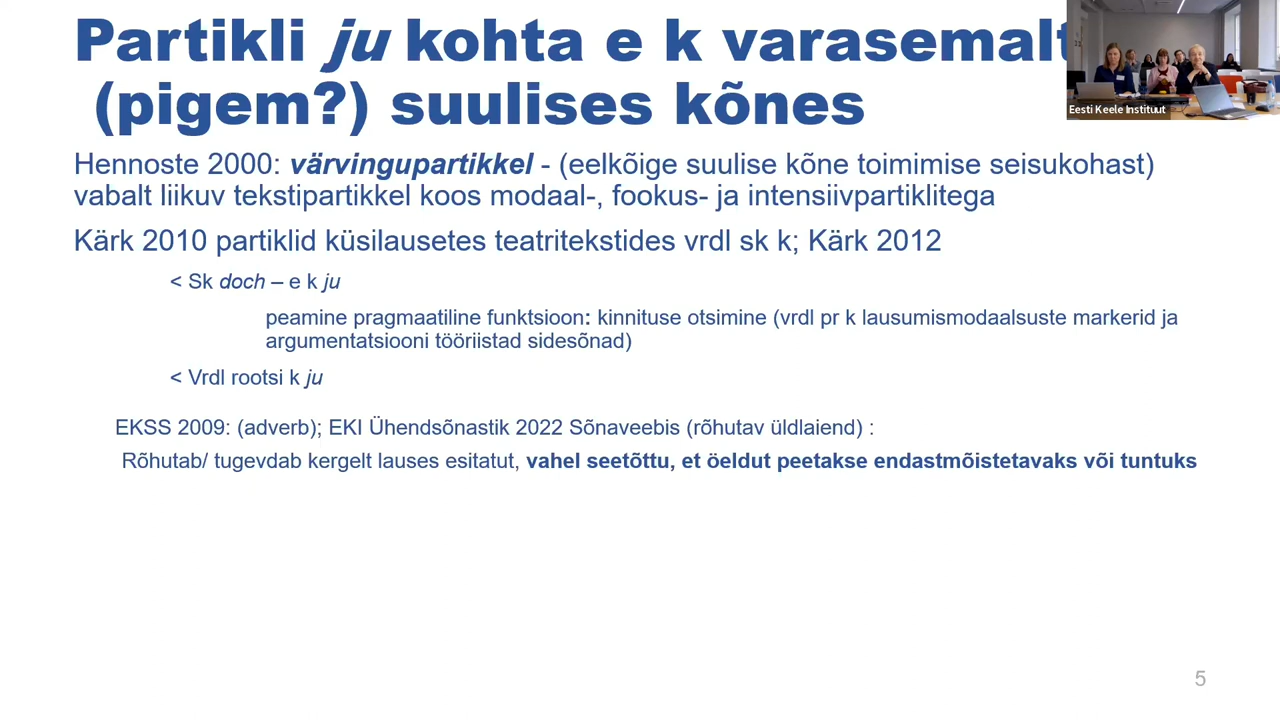 Partikli ju kohta e k varasemalt
(pigem?) suulises kõnes
Eesti Keele Instituut
Hennoste 2000: värvingupartikkel - (eelkõige suulise kõne toimimise seisukohast)
vabalt liikuv tekstipartikkel koos modaal-, fookus- ja intensiivpartiklitega
Kärk 2010 partiklid küsilausetes teatritekstides vrdl sk k; Kärk 2012
< Sk doch – e k ju
peamine pragmaatiline funktsioon: kinnituse otsimine (vrdl pr k lausumismodaalsuste markerid ja
argumentatsiooni tööriistad sidesõnad)
< Vrdl rootsi k ju
EKSS 2009: (adverb); EKI Ühendsõnastik 2022 Sõnaveebis (rõhutav üldlaiend) :
Rõhutab/ tugevdab kergelt lauses esitatut, vahel seetõttu, et öeldut peetakse endastmõistetavaks või tuntuks
5